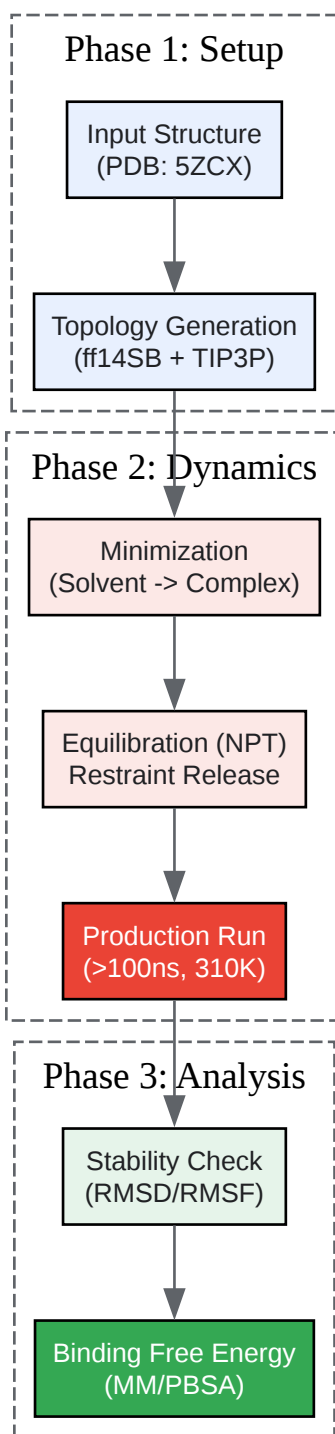 Phase 1: Setup
Input Structure
(PDB: 5ZCX)
Topology Generation
(ff14SB + TIP3P)
Phase 2: Dynamics
Minimization
(Solvent -> Complex)
Equilibration (NPT)
Restraint Release
Production Run
(>100ns, 310K)
Phase 3: Analysis
Stability Check
(RMSD/RMSF)
Binding Free Energy
(MM/PBSA)